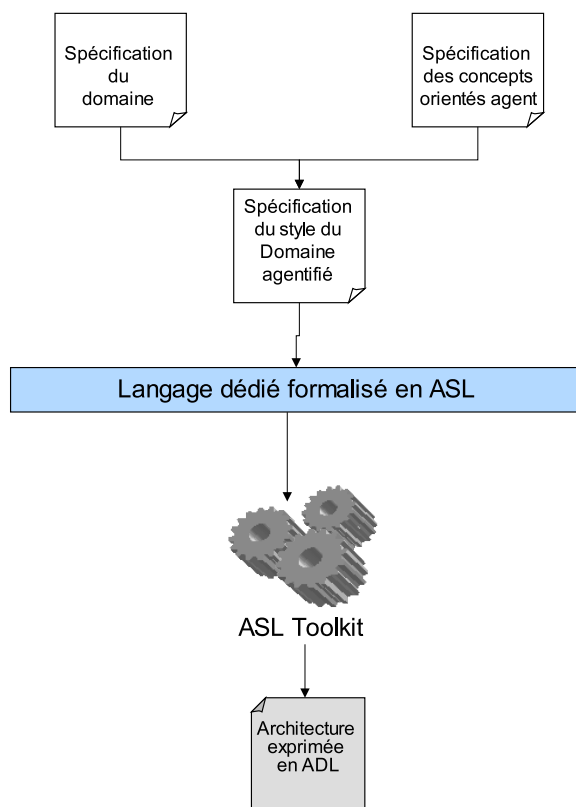 Spécification
du
domaine
Spécification
des concepts
orientés agent
Spécification
du style du
Domaine
agentifié
Langage dédié formalisé en ASL
ASL Toolkit
Architecture
exprimée
en ADL